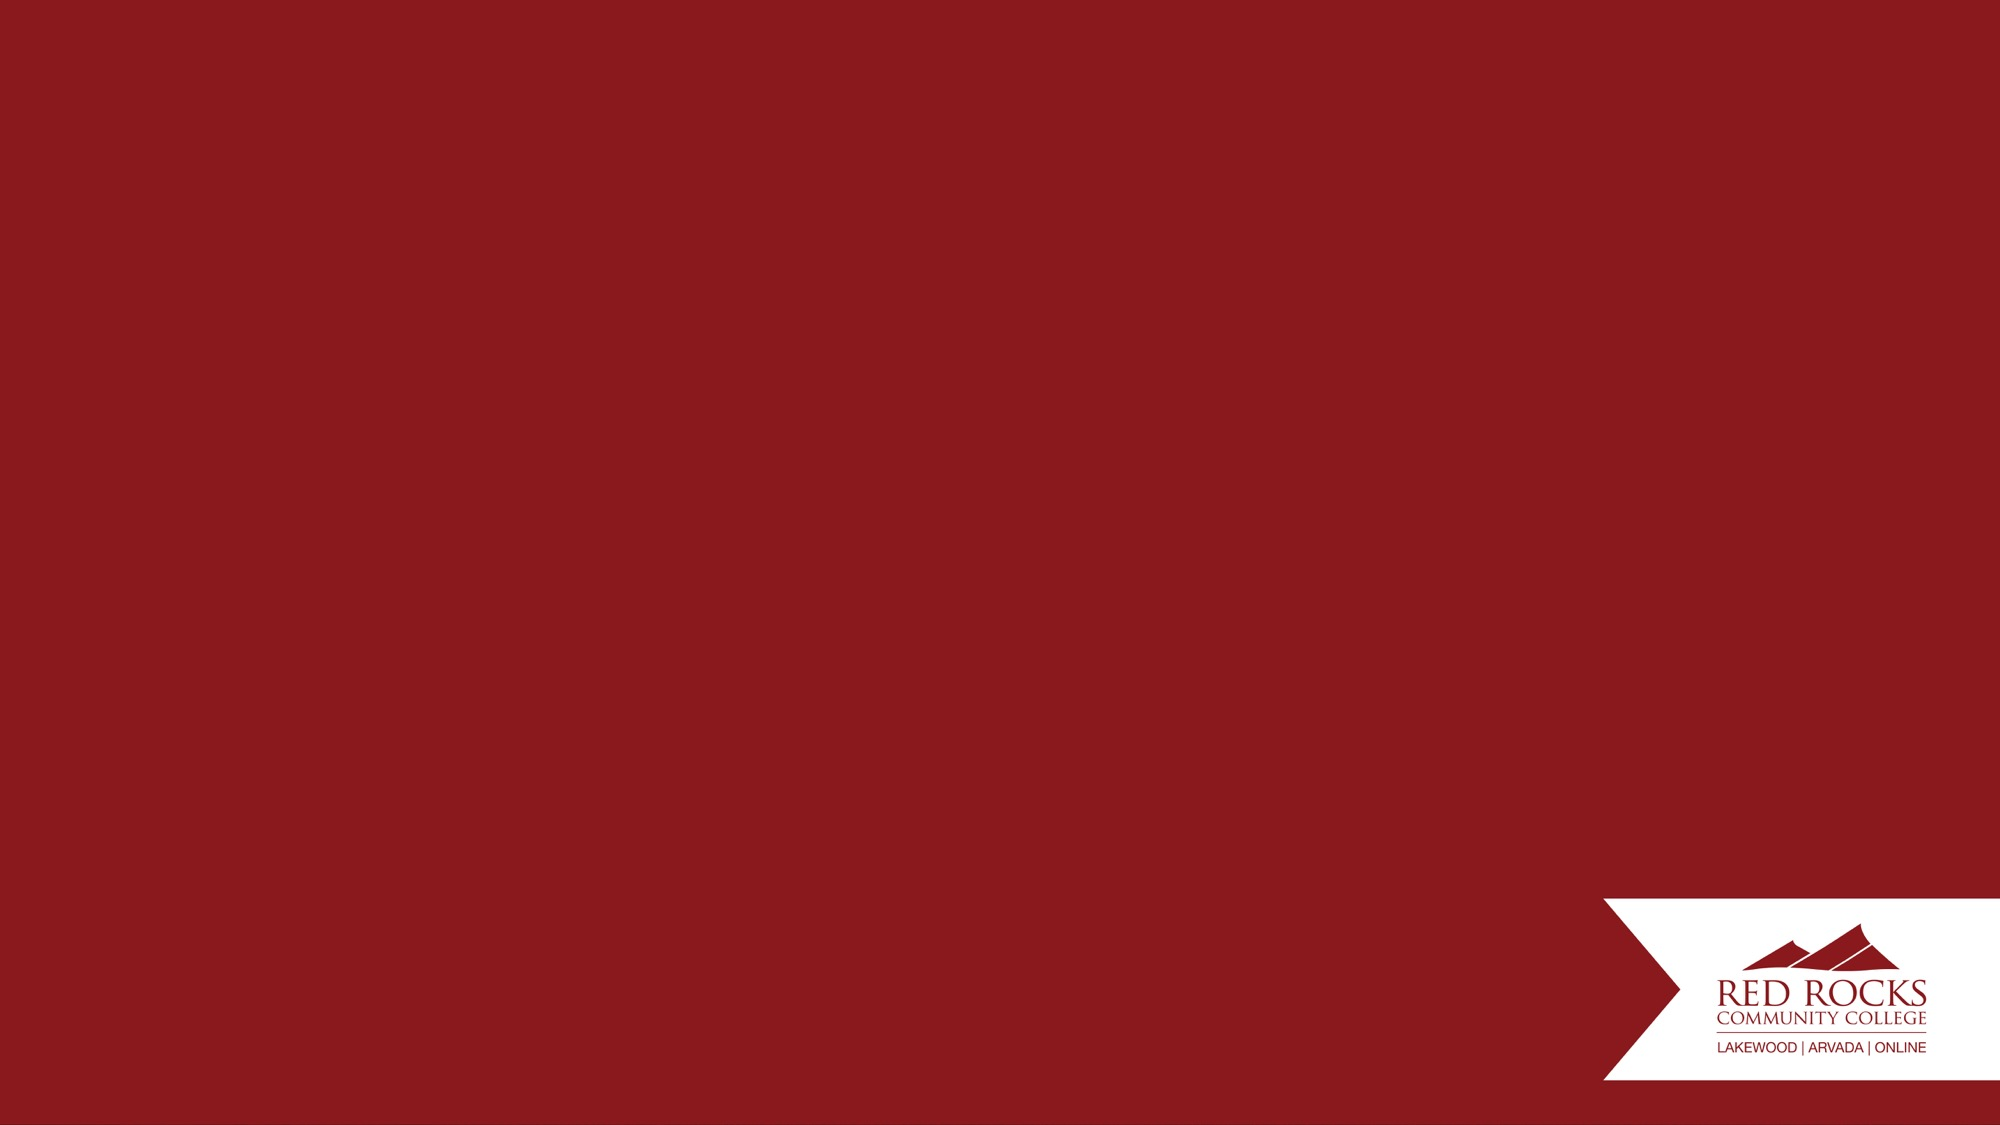 RED ROCKS
COMMUNITY COLLEGE
LAKEWOOD | ARVADA | ONLINE